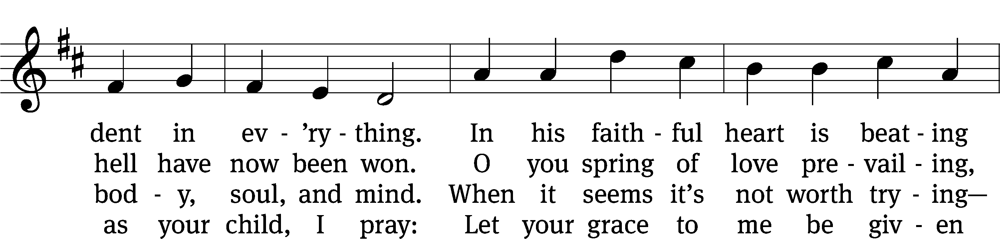 dent in ev - ’ry - thing. In his faith - ful heart is beat - ing
hell have now been won. O you spring of love pre - vail - ing,
bod - y, soul, and mind. When it seems it’s not worth try - ing—
as your child, I pray: Let your grace to me be giv - en